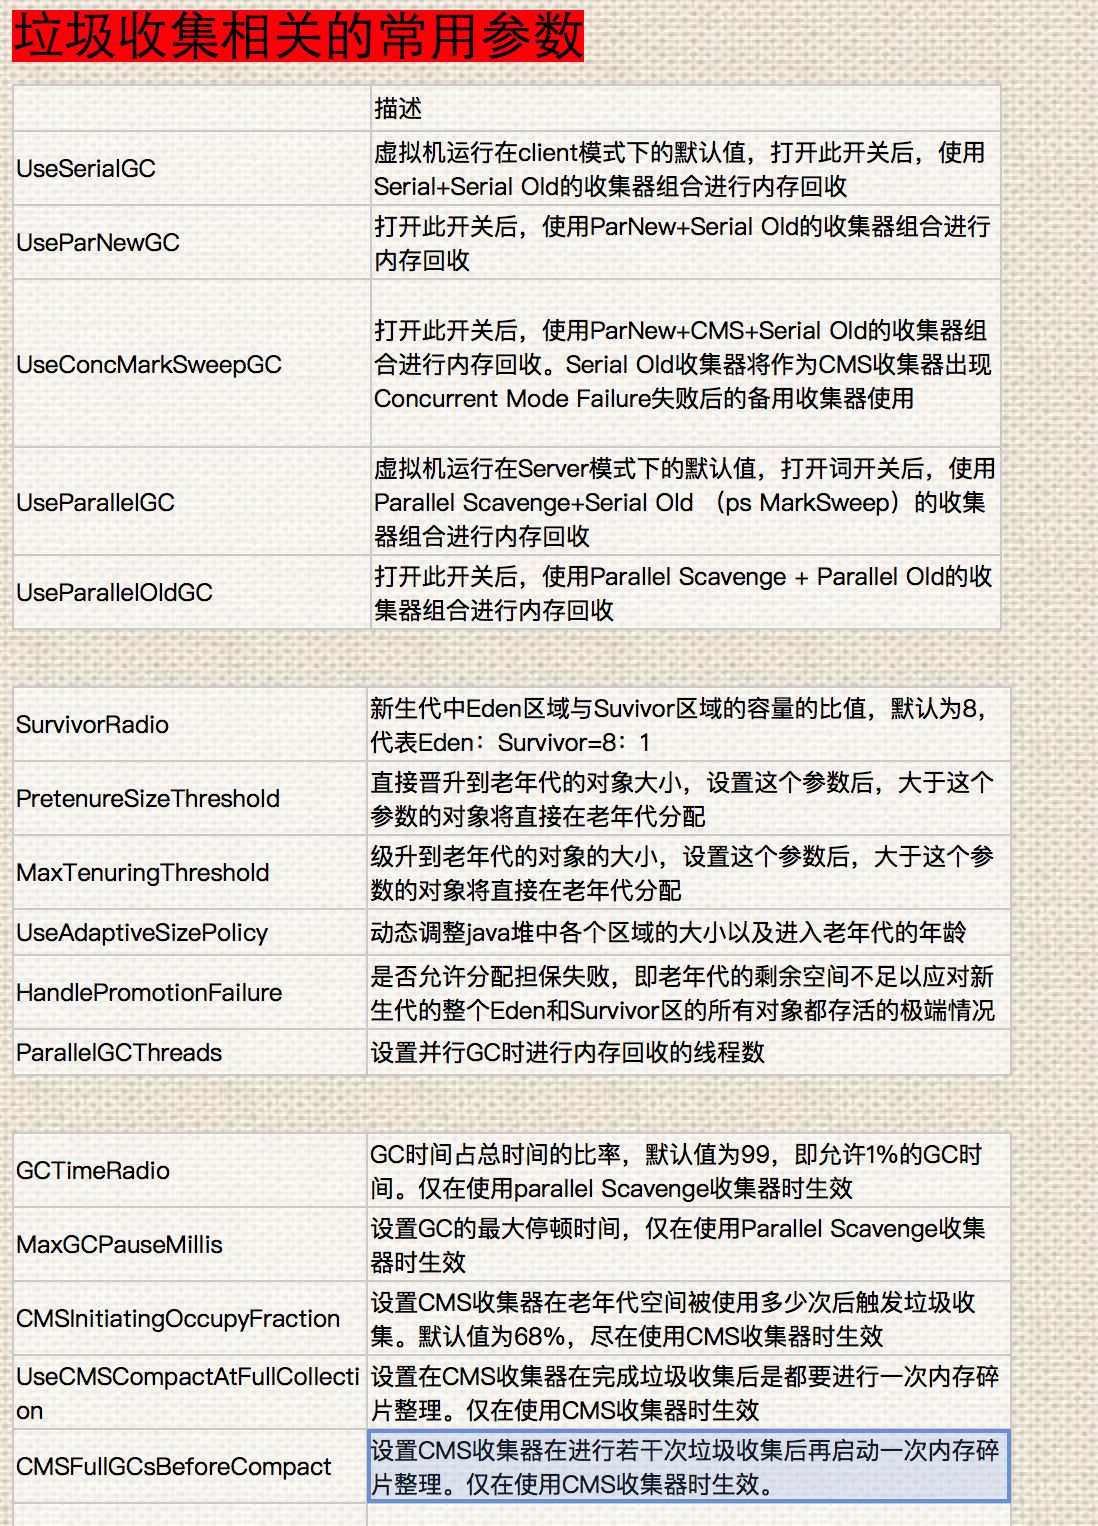 垃圾收集相关的常用参数
描述
UseSerialGC
虚拟机运行在client模式下的默认值，打开此开关后，使用
Serial+Serial Old的收集器组合进行内存回收
UseParNewGC
打开此开关后，使用ParNew+Serial Old的收集器组合进行
内存回收
UseConcMarkSweepGC
打开此开关后，使用ParNew+CMS+Serial Old的收集器组
合进行内存回收。Serial Old收集器将作为CMS收集器出现
Concurrent Mode Failure失败后的备用收集器使用
UseParallelGC
虚拟机运行在Server模式下的默认值，打开词开关后，使用
Parallel Scavenge+Serial Old （ps MarkSweep）的收集
器组合进行内存回收
UseParallelOldGC
打开此开关后，使用Parallel Scavenge + Parallel Old的收
集器组合进行内存回收
SurvivorRadio
新生代中Eden区域与Suvivor区域的容量的比值，默认为8，
代表Eden：Survivor=8：1
PretenureSizeThreshold
直接晋升到老年代的对象大小，设置这个参数后，大于这个
参数的对象将直接在老年代分配
MaxTenuringThreshold
级升到老年代的对象的大小，设置这个参数后，大于这个参
数的对象将直接在老年代分配
UseAdaptiveSizePolicy
动态调整java堆中各个区域的大小以及进入老年代的年龄
HandlePromotionFailure
是否允许分配担保失败，即老年代的剩余空间不足以应对新
生代的整个Eden和Survivor区的所有对象都存活的极端情况
ParallelGCThreads
设置并行GC时进行内存回收的线程数
GCTimeRadio
GC时间占总时间的比率，默认值为99，即允许1%的GC时
间。仅在使用parallel Scavenge收集器时生效
MaxGCPauseMillis
设置GC的最大停顿时间，仅在使用Parallel Scavenge收集
器时生效
CMSInitiatingOccupyFraction
设置CMS收集器在老年代空间被使用多少次后触发垃圾收
集。默认值为68%，尽在使用CMS收集器时生效
UseCMSCompactAtFullCollecti
on
设置在CMS收集器在完成垃圾收集后是都要进行一次内存碎
片整理。仅在使用CMS收集器时生效
CMSFullGCsBeforeCompact
设置CMS收集器在进行若干次垃圾收集后再启动一次内存碎
片整理。仅在使用CMS收集器时生效。